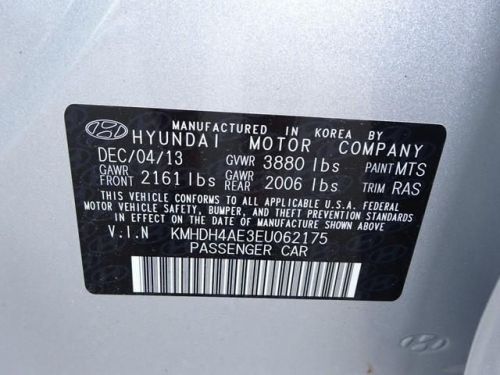 MANUFACTURED IN KOREA BY
HYUNDAI MOTOR COMPANY
DEC/04/13 GVWR 3880 lbs PAINT MTS
GAWR FRONT 2161 lbs GAWR REAR 2006 lbs TRIM RAS
THIS VEHICLE CONFORMS TO ALL APPLICABLE U.S.A. FEDERAL
MOTOR VEHICLE SAFETY, BUMPER, AND THEFT PREVENTION
STANDARDS IN EFFECT ON THE DATE OF MANUFACTURE SHOWN ABOVE.
V.I.N KMHDH4AE3EU062175
PASSENGER CAR